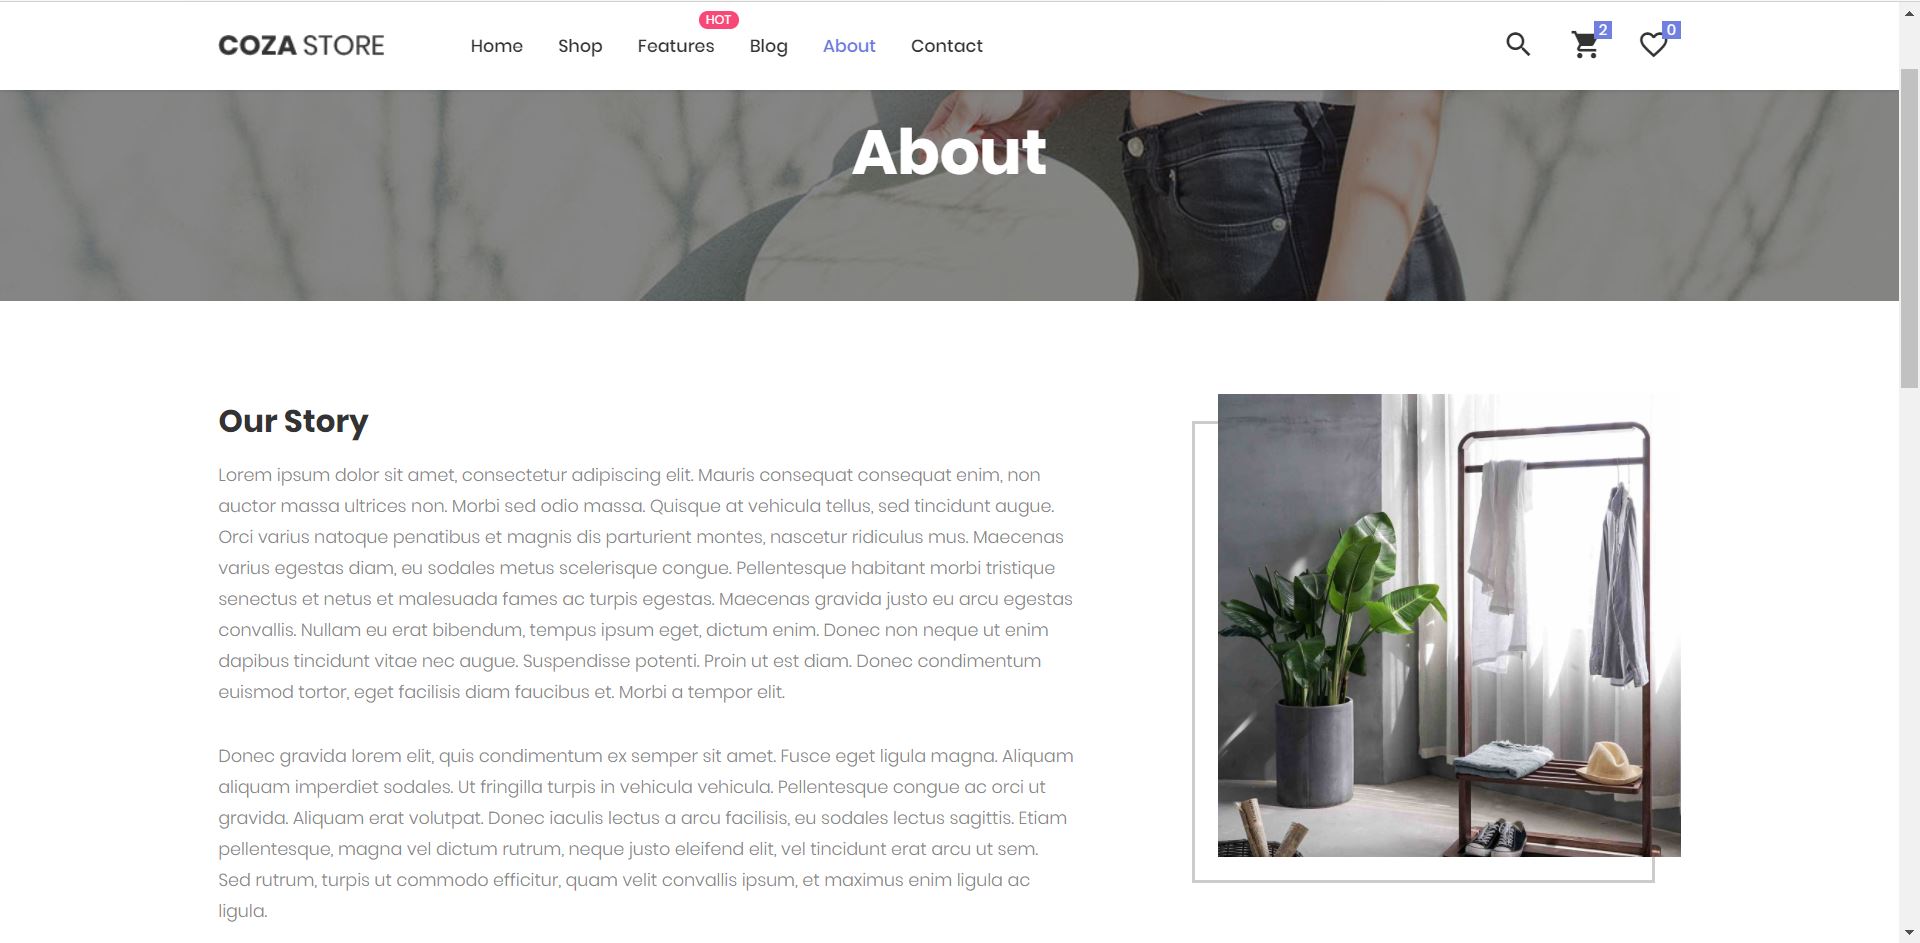 HOT
COZA STORE Home Shop Features Blog About Contact 2 0
About
Our Story
Lorem ipsum dolor sit amet, consectetur adipiscing elit. Mauris consequat consequat enim, non
auctor massa ultrices non. Morbi sed odio massa. Quisque at vehicula tellus, sed tincidunt augue.
Orci varius natoque penatibus et magnis dis parturient montes, nascetur ridiculus mus. Maecenas
varius egestas diam, eu sodales metus scelerisque congue. Pellentesque habitant morbi tristique
senectus et netus et malesuada fames ac turpis egestas. Maecenas gravida justo eu arcu egestas
convallis. Nullam eu erat bibendum, tempus ipsum eget, dictum enim. Donec non neque ut enim
dapibus tincidunt vitae nec augue. Suspendisse potenti. Proin ut est diam. Donec condimentum
euismod tortor, eget facilisis diam faucibus et. Morbi a tempor elit.
Donec gravida lorem elit, quis condimentum ex semper sit amet. Fusce eget ligula magna. Aliquam
aliquam imperdiet sodales. Ut fringilla turpis in vehicula vehicula. Pellentesque congue ac orci ut
gravida. Aliquam erat volutpat. Donec iaculis lectus a arcu facilisis, eu sodales lectus sagittis. Etiam
pellentesque, magna vel dictum rutrum, neque justo eleifend elit, vel tincidunt erat arcu ut sem.
Sed rutrum, turpis ut commodo efficitur, quam velit convallis ipsum, et maximus enim ligula ac
ligula.